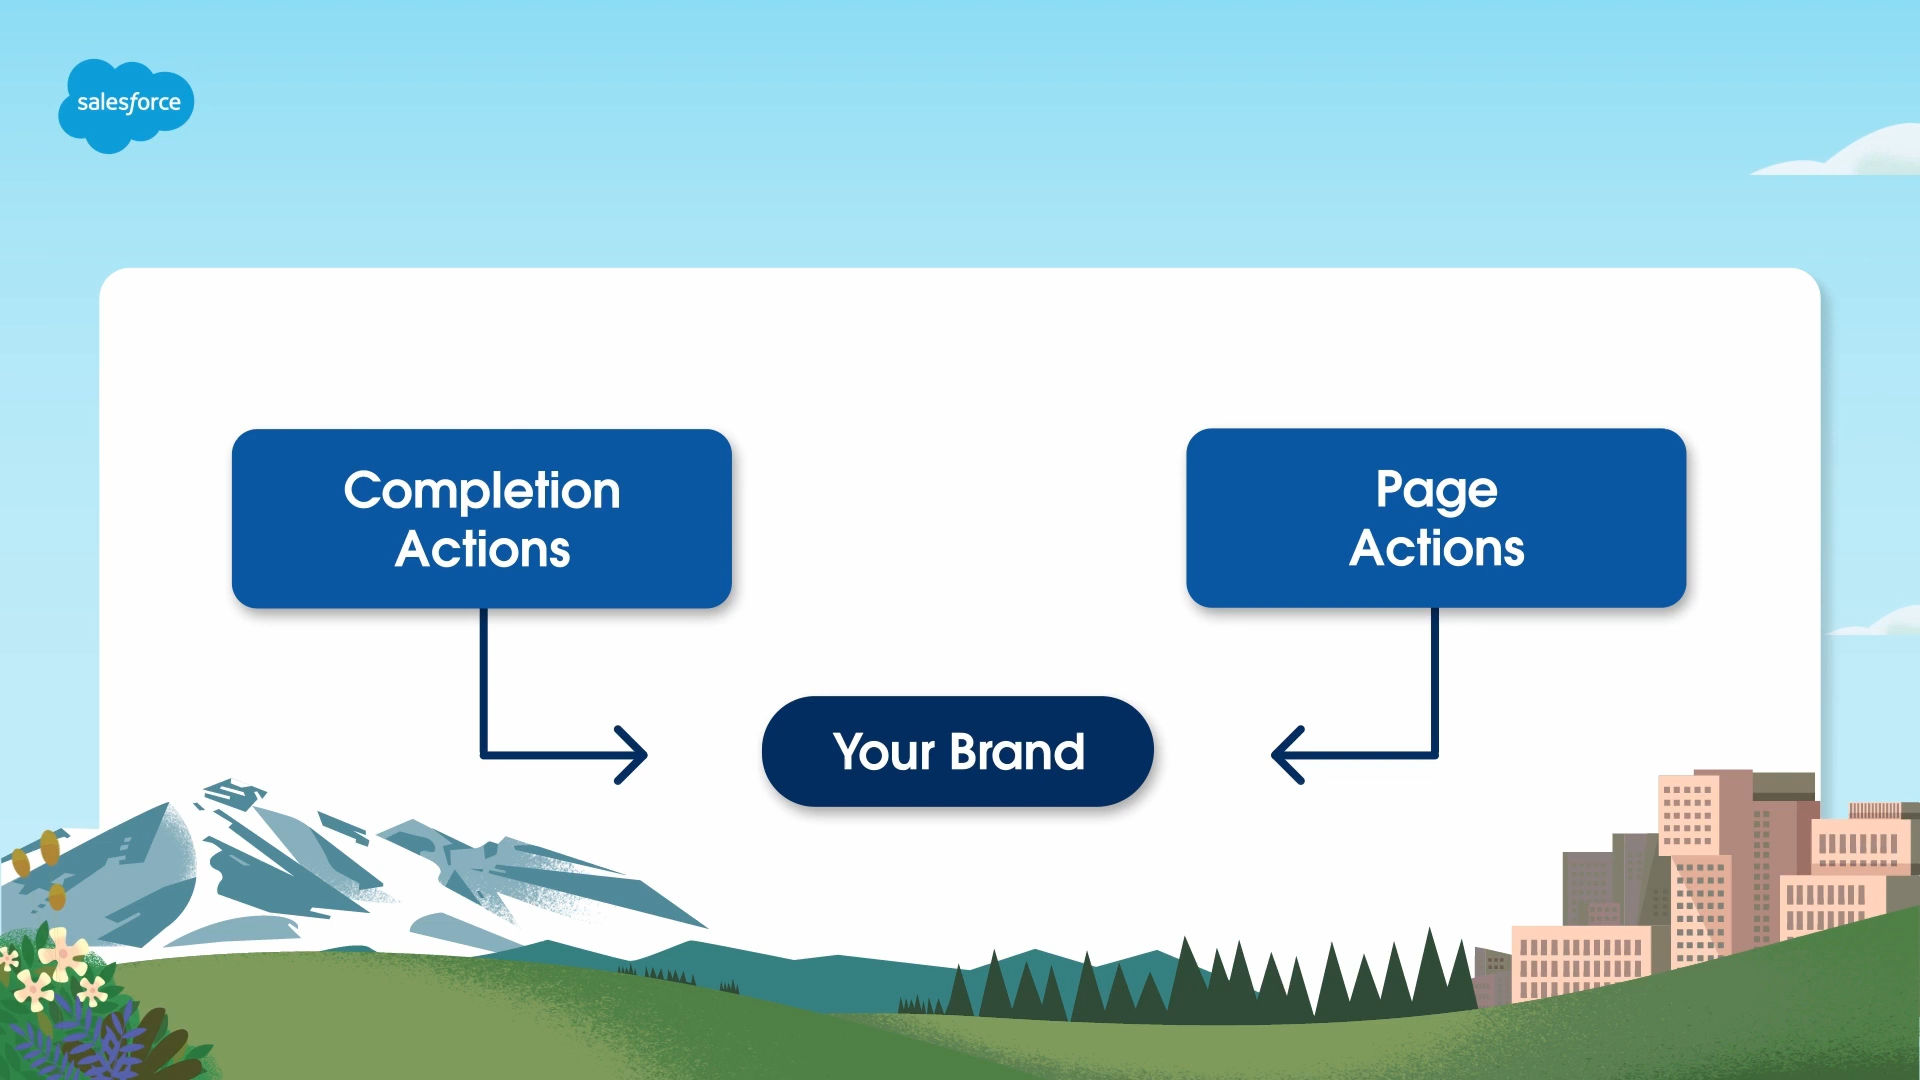 salesforce
Completion
Actions
Page
Actions
Your Brand